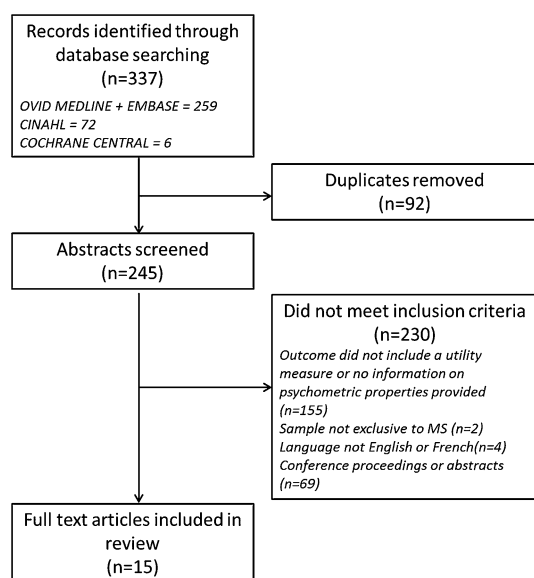 Records identified through
database searching
(n=337)
OVID MEDLINE + EMBASE = 259
CINAHL = 72
COCHRANE CENTRAL = 6
Duplicates removed
(n=92)
Abstracts screened
(n=245)
Did not meet inclusion criteria
(n=230)
Outcome did not include a utility
measure or no information on
psychometric properties provided
(n=155)
Sample not exclusive to MS (n=2)
Language not English or French(n=4)
Conference proceedings or abstracts
(n=69)
Full text articles included in
review
(n=15)